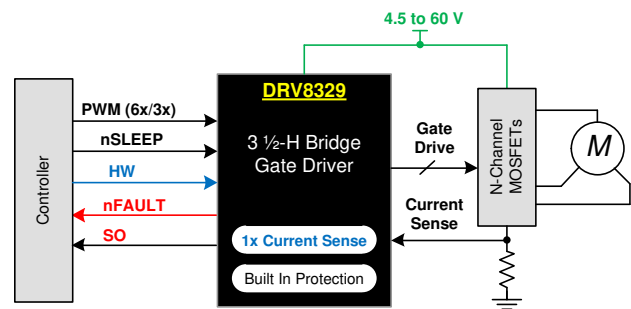 4.5 to 60 V
Controller
PWM (6x/3x)
nSLEEP
HW
nFAULT
SO
DRV8329
3 ½-H Bridge
Gate Driver
1x Current Sense
Built In Protection
Gate
Drive
Current
Sense
N-Channel
MOSFETs
M